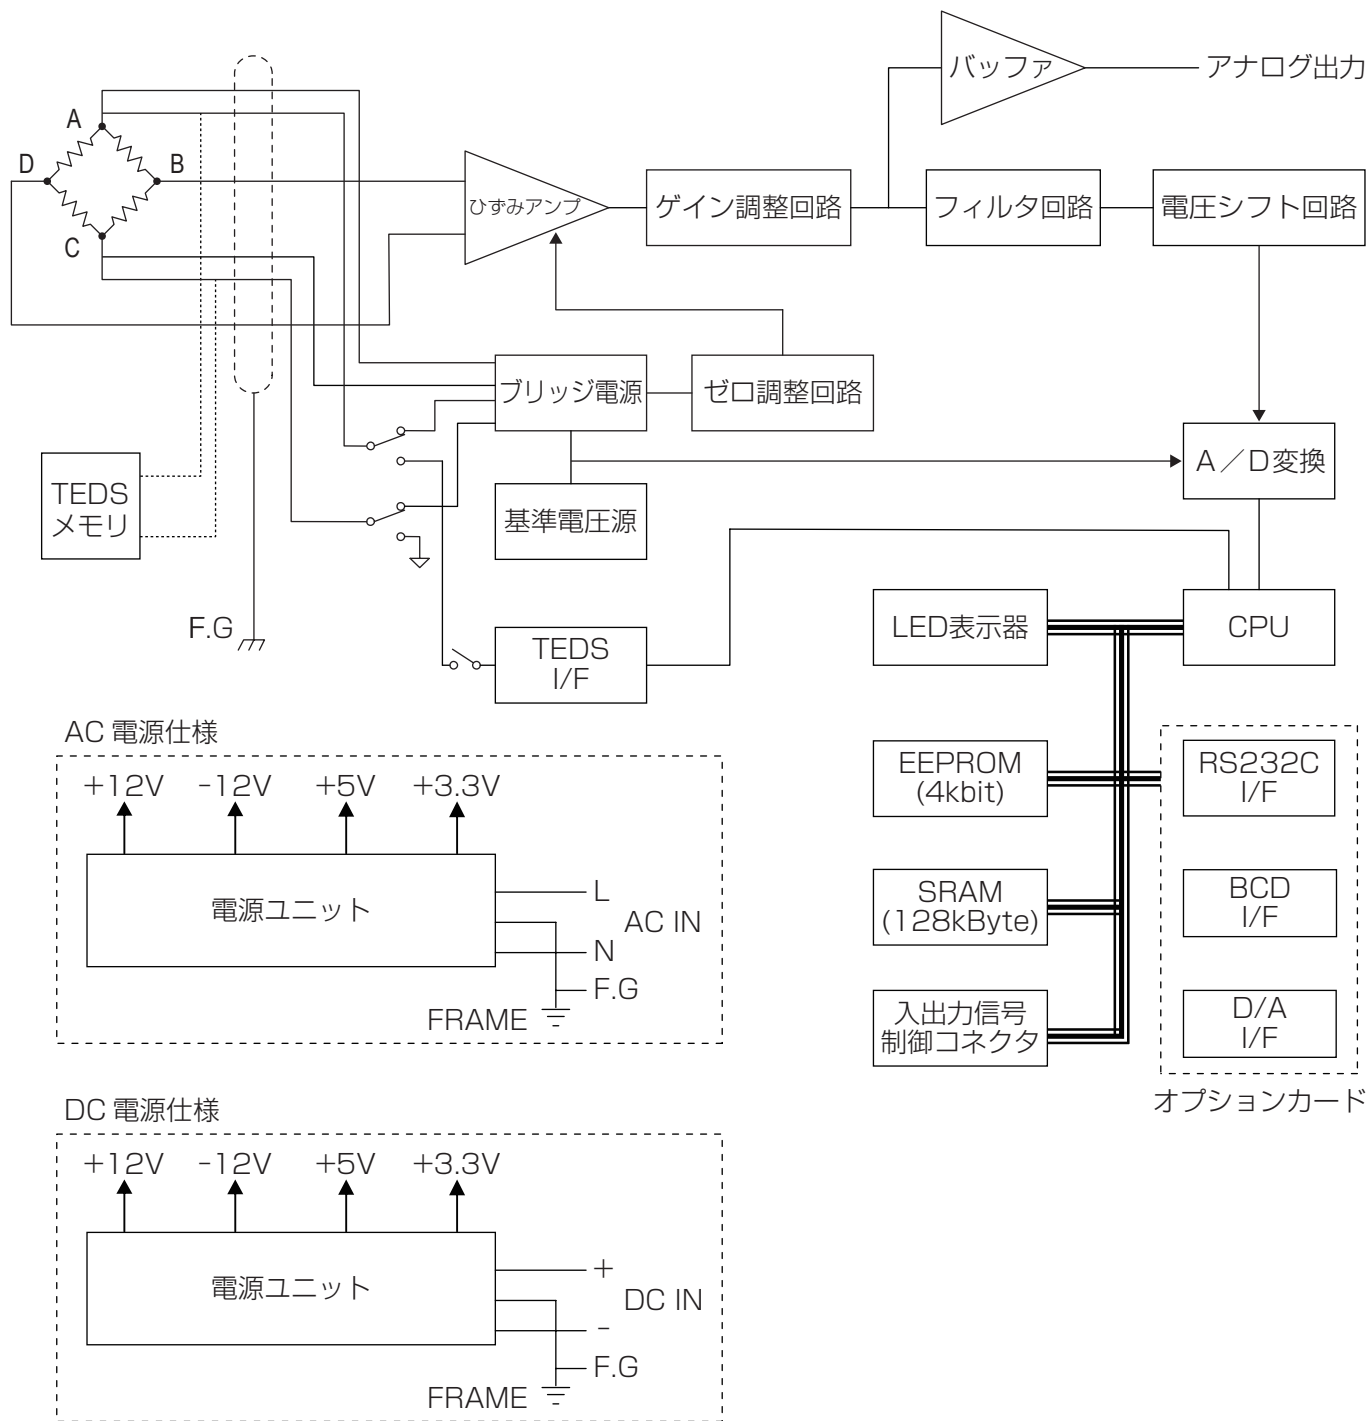 バッファ
アナログ出力
A
D
B
C
ひずみアンプ
ゲイン調整回路
フィルタ回路
電圧シフト回路
ブリッジ電源
ゼロ調整回路
A/D変換
TEDS
メモリ
基準電圧源
F.G
TEDS
I/F
LED表示器
CPU
AC 電源仕様
+12V
-12V
+5V
+3.3V
電源ユニット
L
AC IN
N
F.G
FRAME
EEPROM
(4kbit)
RS232C
I/F
SRAM
(128kByte)
BCD
I/F
入出力信号
制御コネクタ
D/A
I/F
オプションカード
DC 電源仕様
+12V
-12V
+5V
+3.3V
電源ユニット
+
DC IN
-
F.G
FRAME